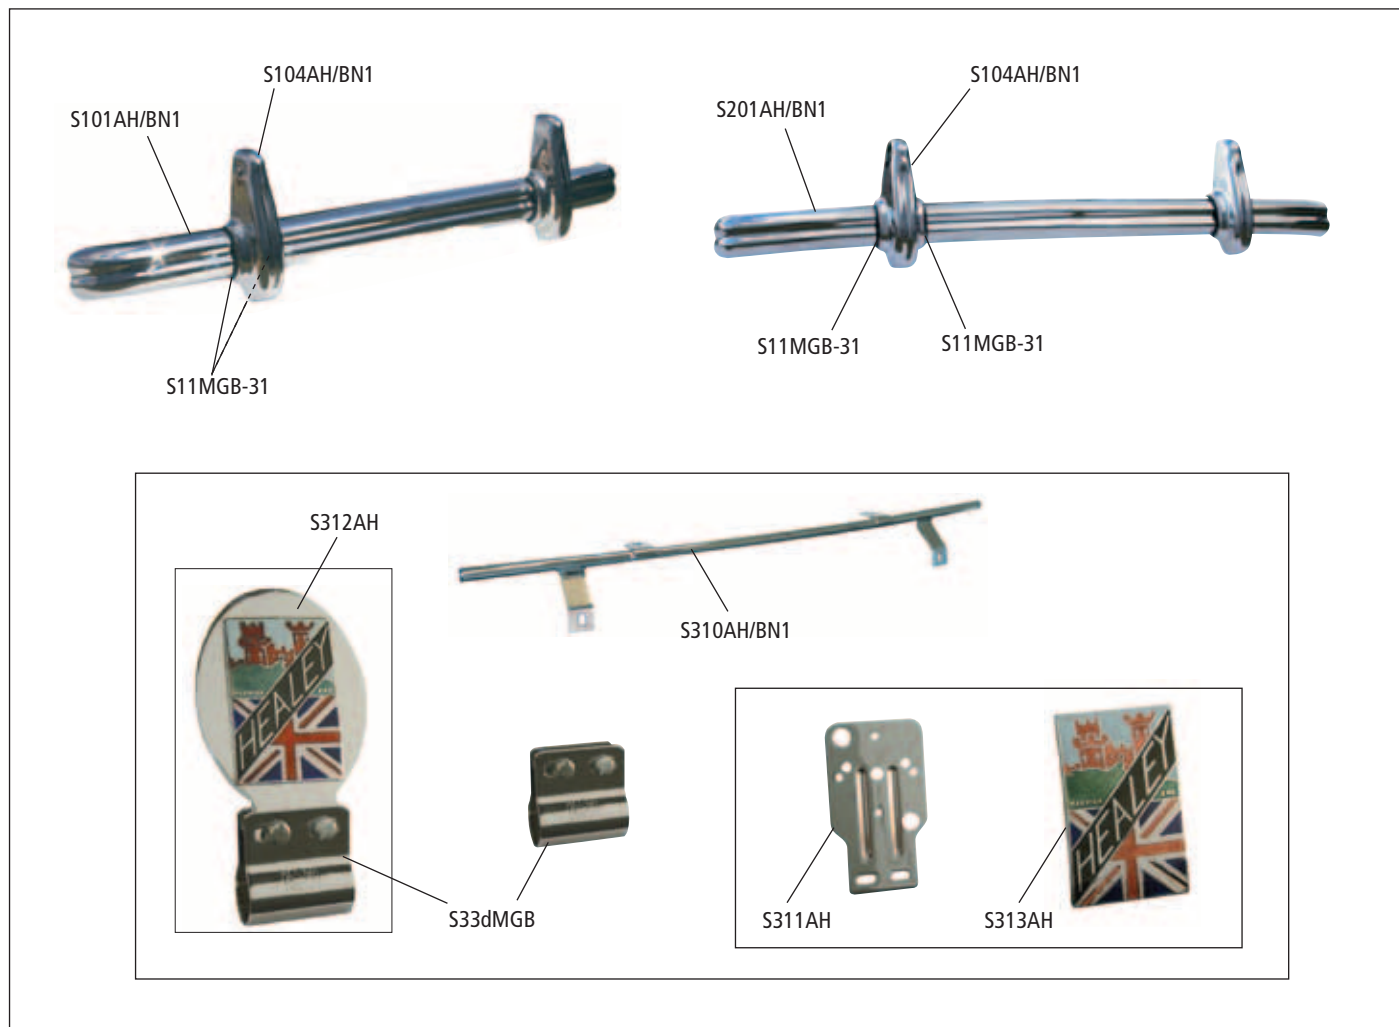 S104AH/BN1
S101AH/BN1
S11MGB-31
S104AH/BN1
S201AH/BN1
S11MGB-31
S11MGB-31
S312AH
HEALEY
S310AH/BN1
S33dMGB
HEALEY
S311AH
S313AH